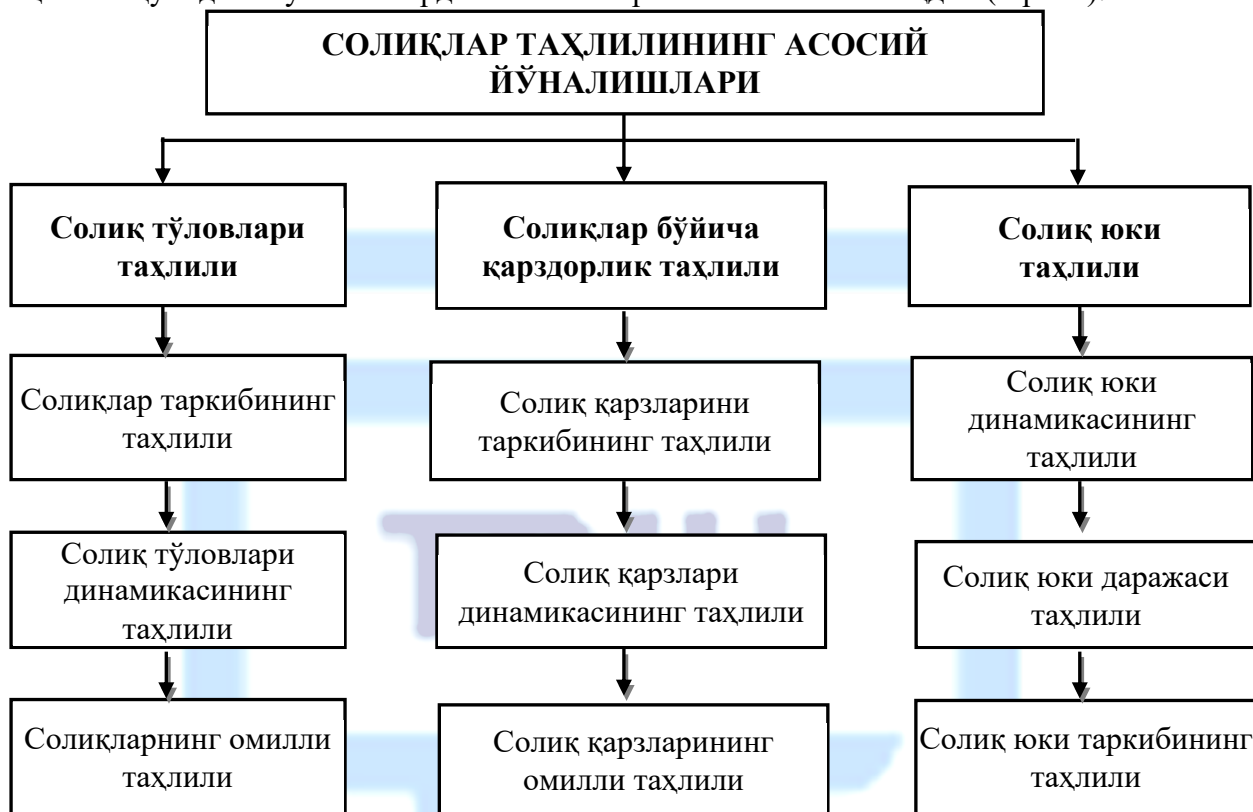 СОЛИҚЛАР ТАҲЛИЛИНИНГ АСОСИЙ
ЙЎНАЛИШЛАРИ
Солиқ тўловлари
таҳлили
Солиқлар бўйича
қарздорлик таҳлили
Солиқ юки
таҳлили
Солиқлар таркибининг
таҳлили
Солиқ қарзларини
таркибининг таҳлили
Солиқ юки
динамикасининг
таҳлили
Солиқ тўловлари
динамикасининг
таҳлили
Солиқ қарзлари
динамикасининг таҳлили
Солиқ юки даражаси
таҳлили
Солиқларнинг омилли
таҳлили
Солиқ қарзларининг
омилли таҳлили
Солиқ юки таркибининг
таҳлили